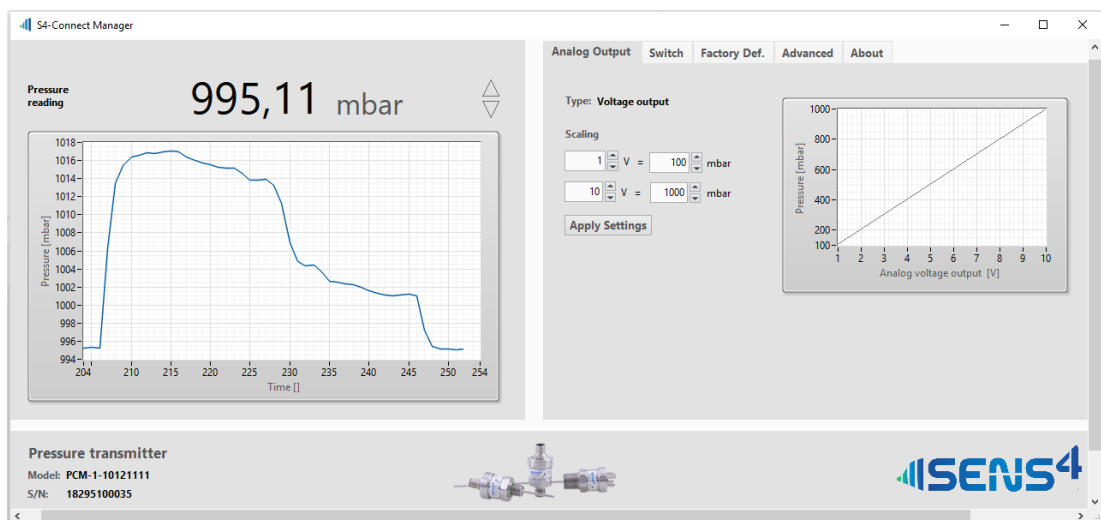 S4-Connect Manager
Pressure
reading
995,11 mbar
1018
1016
1014
1012
1010
1008
1006
1004
1002
1000
998
996
994
Pressure [mbar]
204 210 215 220 225 230 235 240 245 250 254
Time []
Analog Output Switch Factory Def. Advanced About
Type: Voltage output
Scaling
1 V = 100 mbar
10 V = 1000 mbar
Apply Settings
1000
800
600
400
200
100
Pressure [mbar]
1 2 3 4 5 6 7 8 9 10
Analog voltage output [V]
Pressure transmitter
Model: PCM-1-10121111
S/N: 18295100035
SENS4